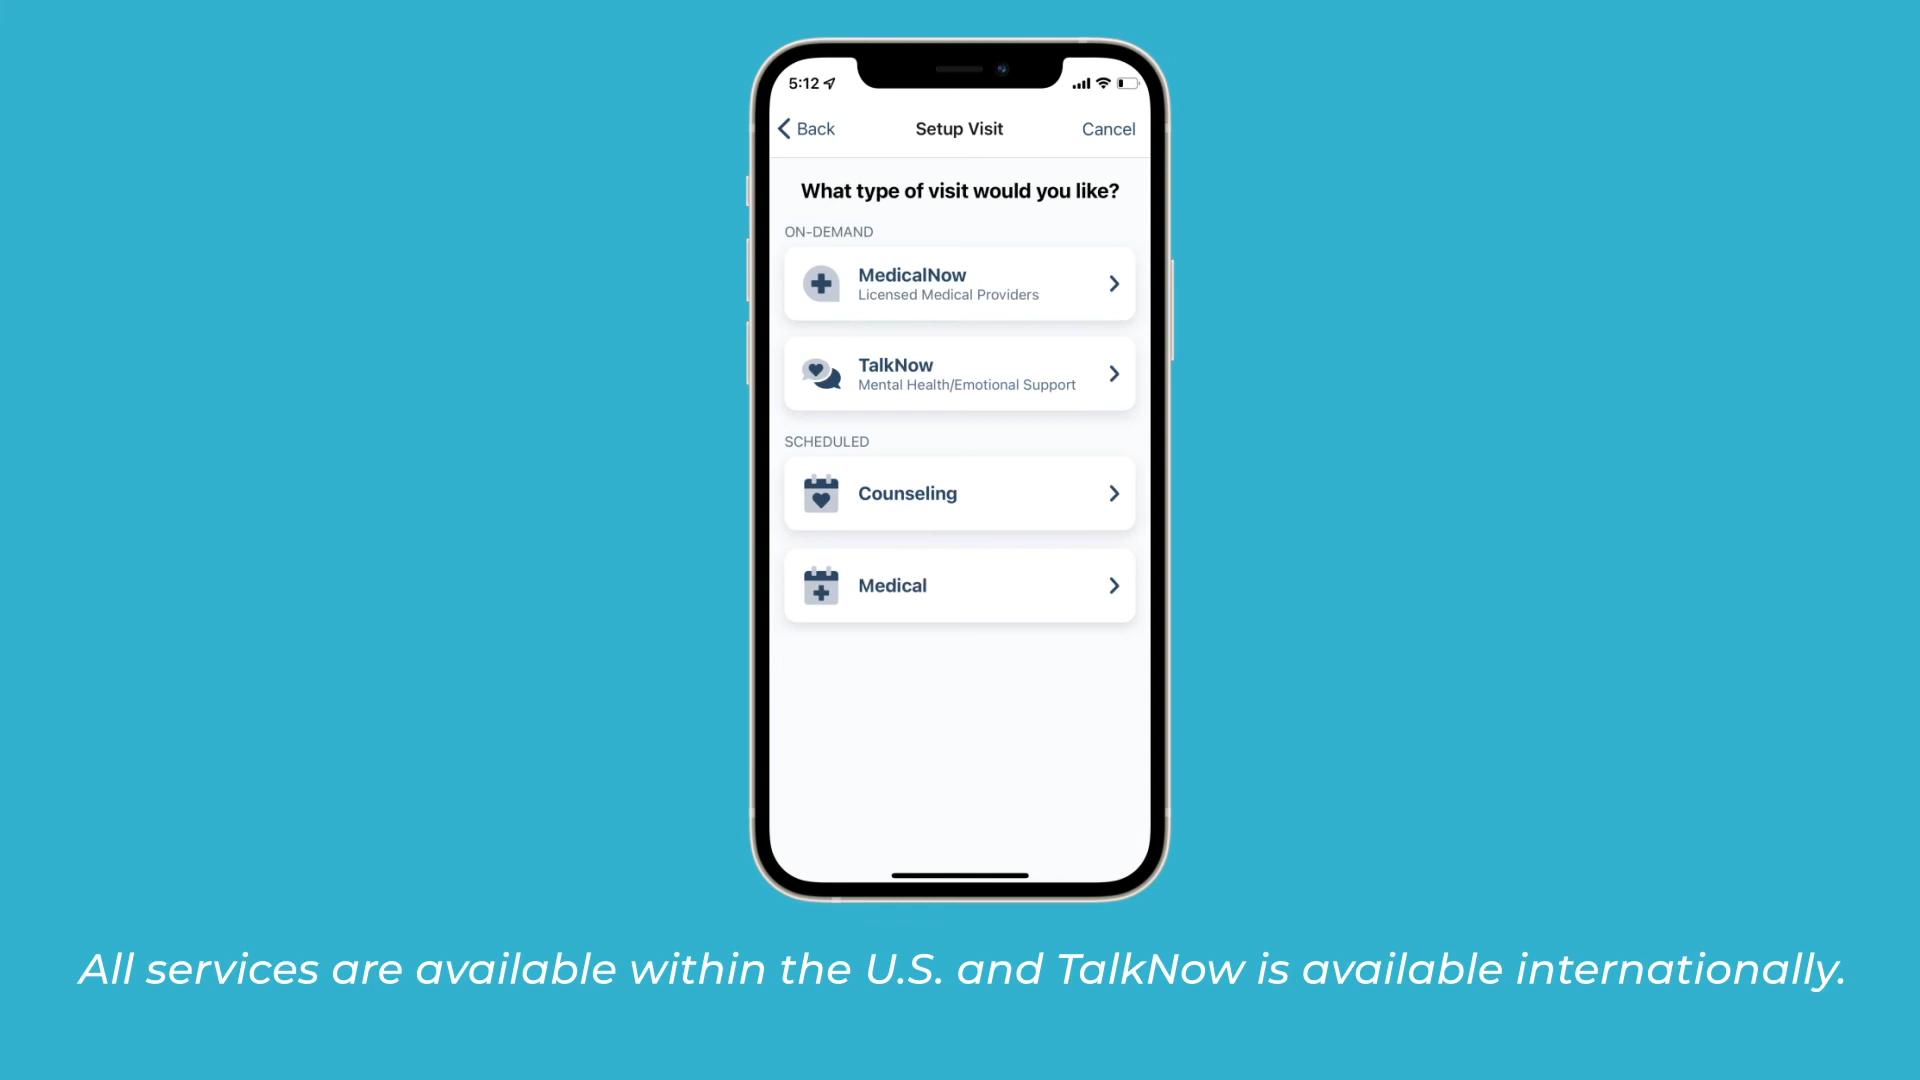 5:12
Back Setup Visit Cancel
What type of visit would you like?
ON-DEMAND
MedicalNow
Licensed Medical Providers
TalkNow
Mental Health/Emotional Support
SCHEDULED
Counseling
Medical
All services are available within the U.S. and TalkNow is available internationally.